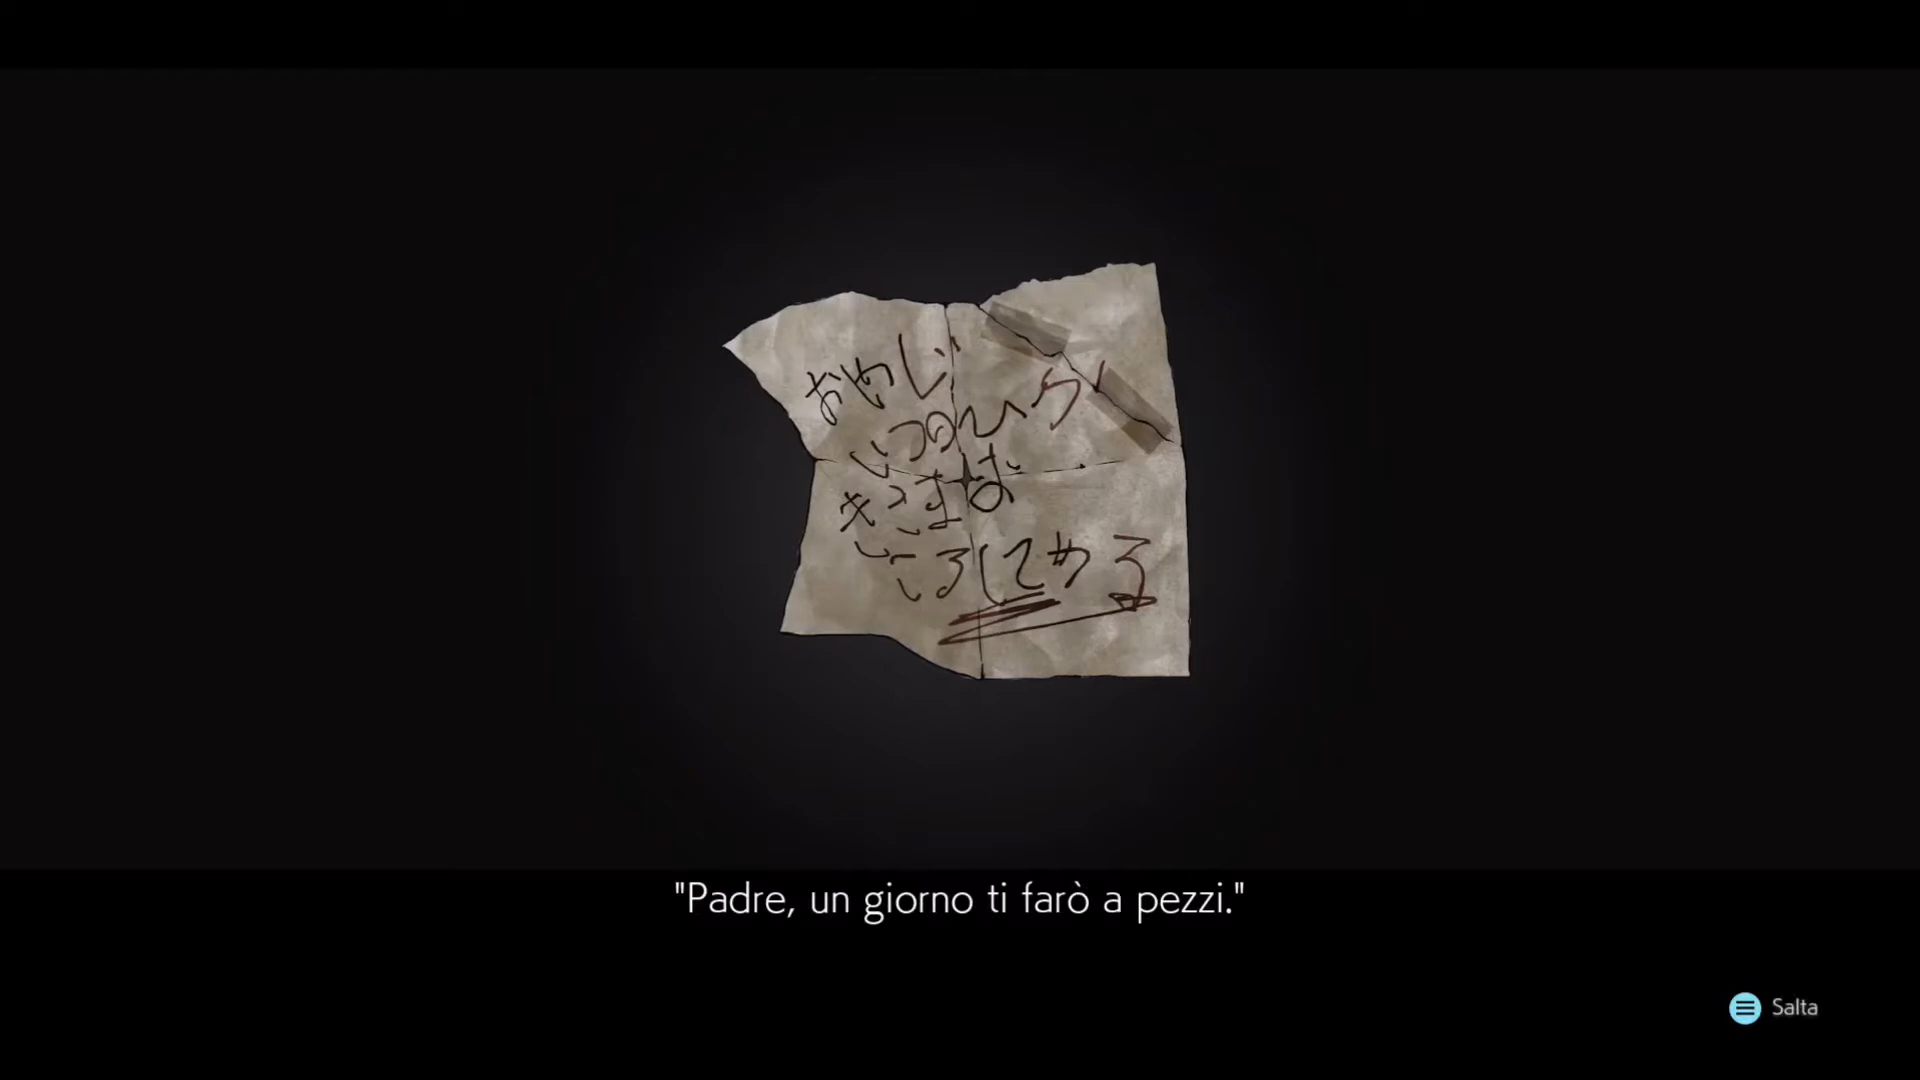 おやじ
いつのひか
きさまを
ころしてやる
"Padre, un giorno ti farò a pezzi."
Salta